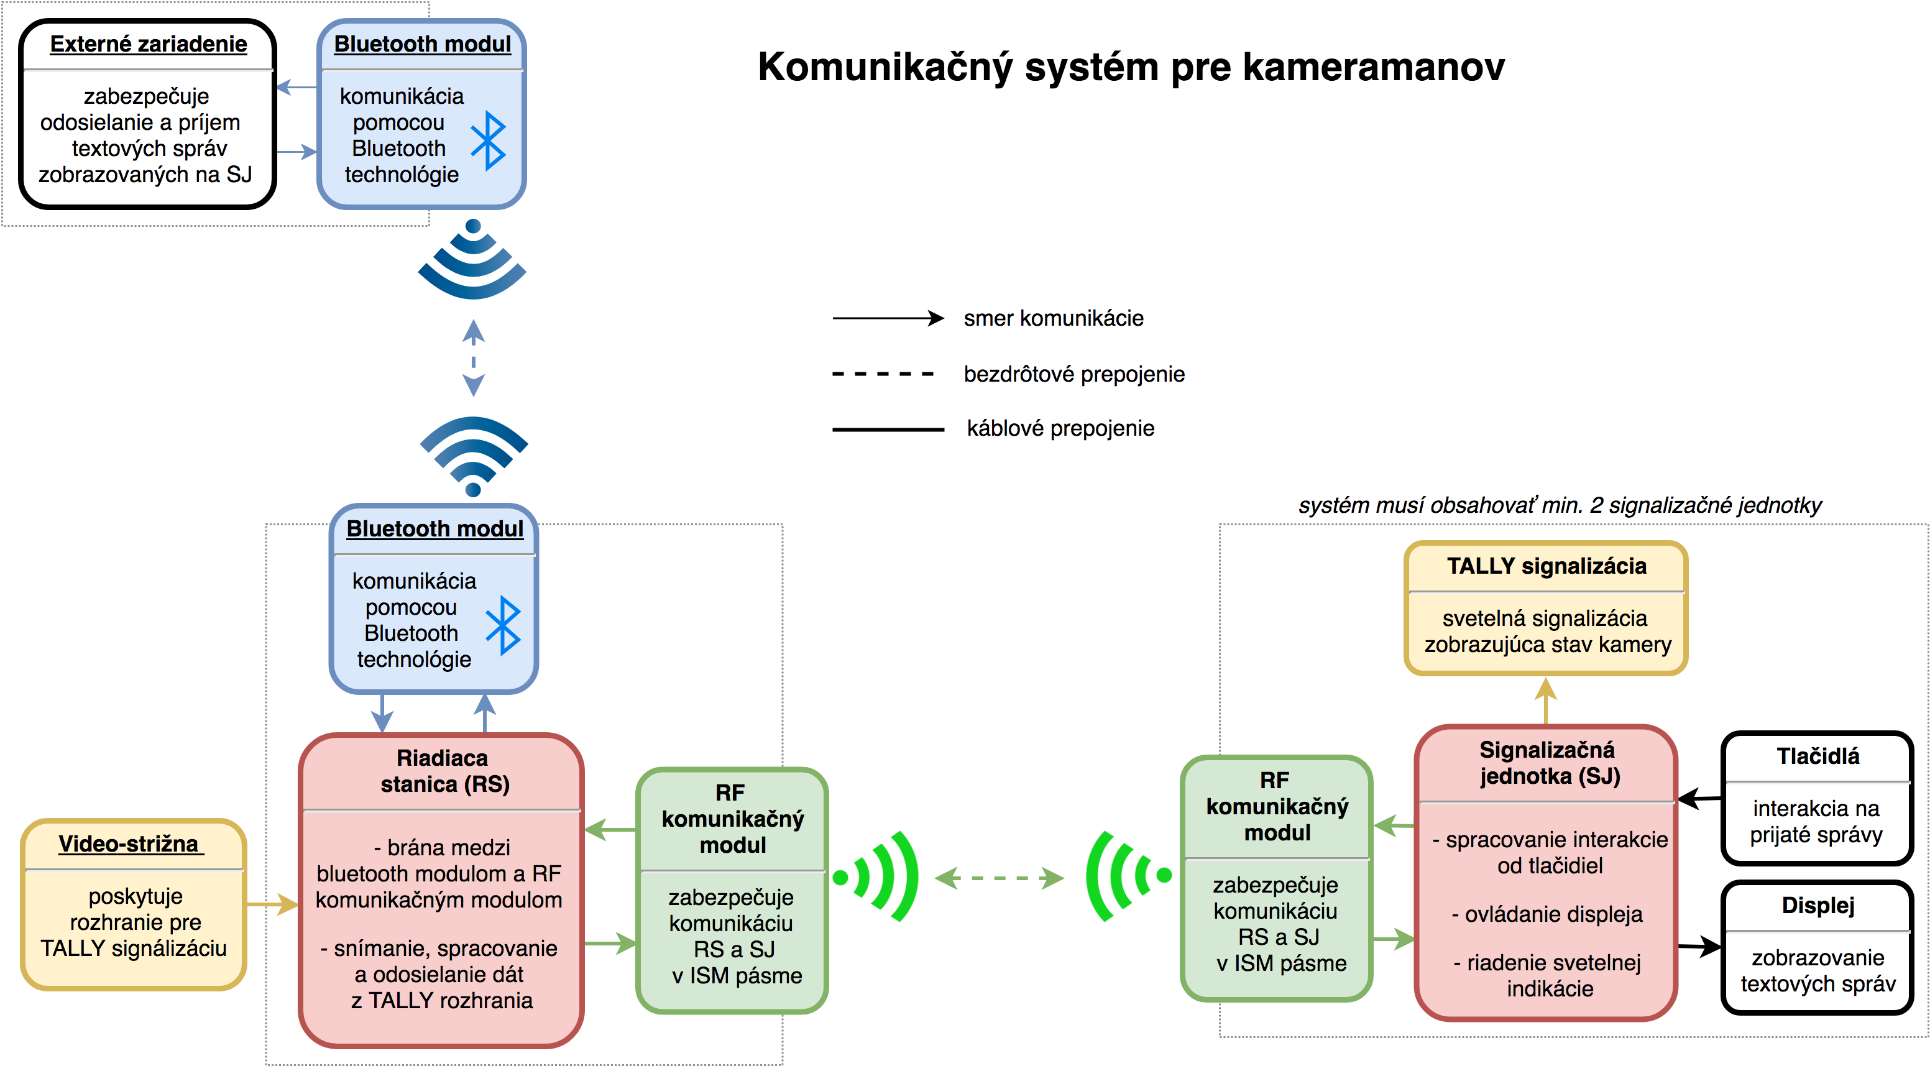 Komunikačný systém pre kameramanov
Externé zariadenie
zabezpečuje
odosielanie a príjem
textových správ
zobrazovaných na SJ
Bluetooth modul
komunikácia
pomocou
Bluetooth
technológie
smer komunikácie
bezdrôtové prepojenie
káblové prepojenie
Bluetooth modul
komunikácia
pomocou
Bluetooth
technológie
Video-strižna
poskytuje
rozhranie pre
TALLY signálizáciu
Riadiaca
stanica (RS)
- brána medzi
bluetooth modulom a RF
komunikačným modulom
- snímanie, spracovanie
a odosielanie dát
z TALLY rozhrania
RF
komunikačný
modul
zabezpečuje
komunikáciu
RS a SJ
v ISM pásme
systém musí obsahovať min. 2 signalizačné jednotky
TALLY signalizácia
svetelná signalizácia
zobrazujúca stav kamery
RF
komunikačný
modul
zabezpečuje
komunikáciu
RS a SJ
v ISM pásme
Signalizačná
jednotka (SJ)
- spracovanie interakcie
od tlačidiel
- ovládanie displeja
- riadenie svetelnej
indikácie
Tlačidlá
interakcia na
prijaté správy
Displej
zobrazovanie
textových správ